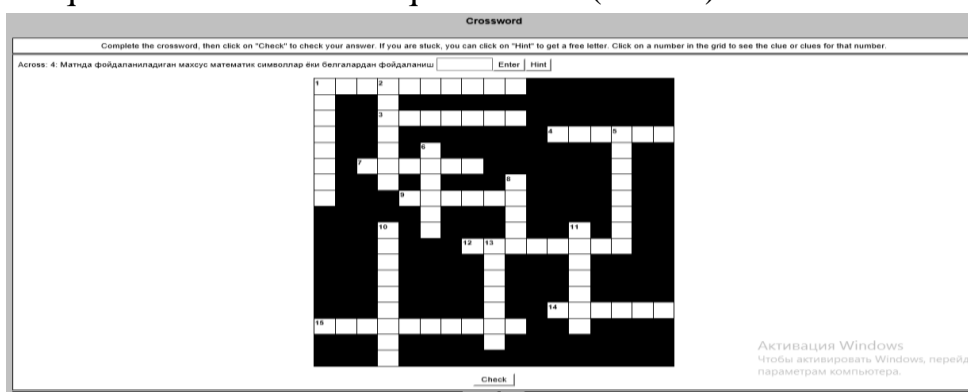 Crossword
Complete the crossword, then click on "Check" to check your answer. If you are stuck, you can click on "Hint" to get a free letter. Click on a number in the grid to see the clue or clues for that number.
Across: 4: Матнда фойдаланиладиган махсус математик символлар ёки белгалардан фойдаланиш Enter Hint
1 2
3
4 5
6
7
8
9
10 11
12 13
14
15
Активация Windows
Чтобы активировать Windows, перейд
параметрам компьютера.
Check